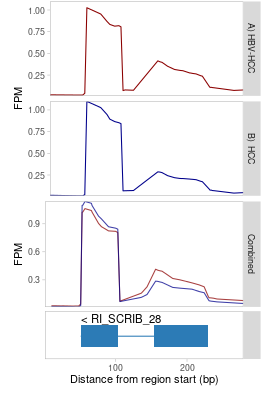 1.00
0.75
0.50
0.25
A) HBV-HCC
FPM
1.00
0.75
0.50
0.25
B) HCC
0.9
0.6
0.3
FPM
Combined
< RI_SCRIB_28
100
200
Distance from region start (bp)